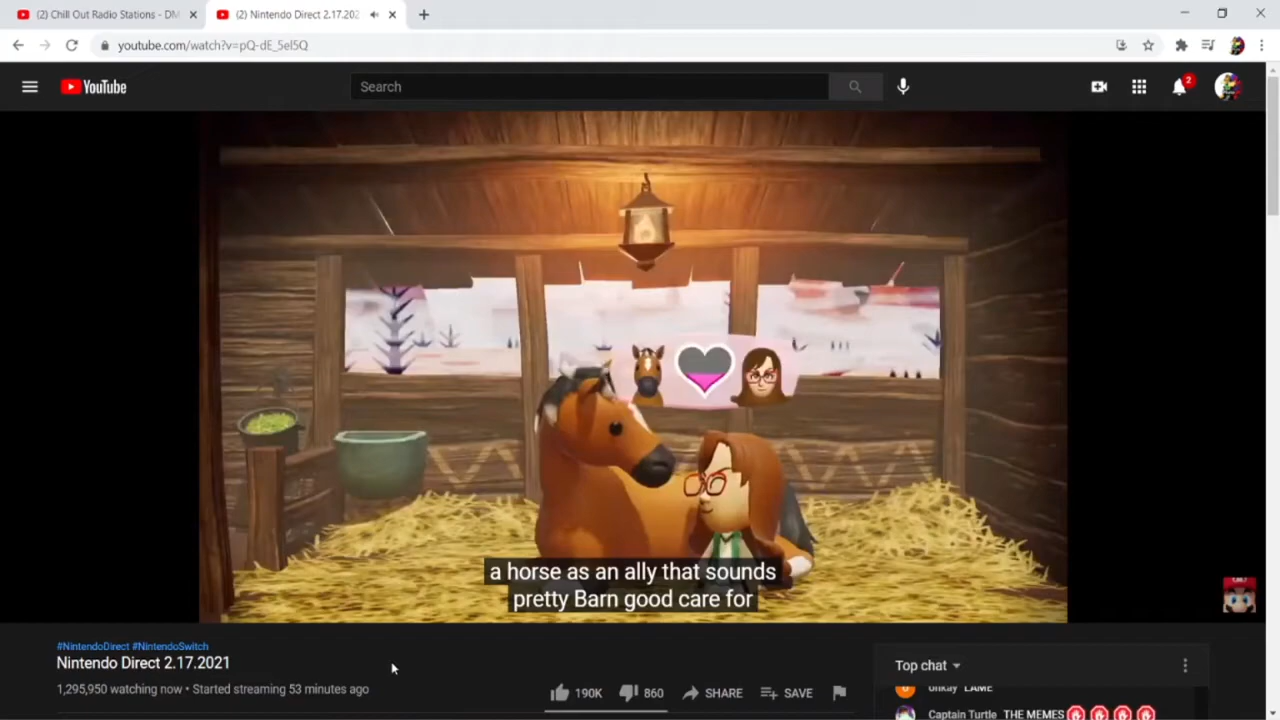 (2) Chill Out Radio Stations - DM
(2) Nintendo Direct 2.17.202
youtube.com/watch?v=pQ-dE_5el5Q
YouTube
Search
2
a horse as an ally that sounds
pretty Barn good care for
#NintendoDirect #NintendoSwitch
Nintendo Direct 2.17.2021
1,295,950 watching now • Started streaming 53 minutes ago
190K 860 SHARE SAVE
Top chat
unkay LAME
Captain Turtle THE MEMES